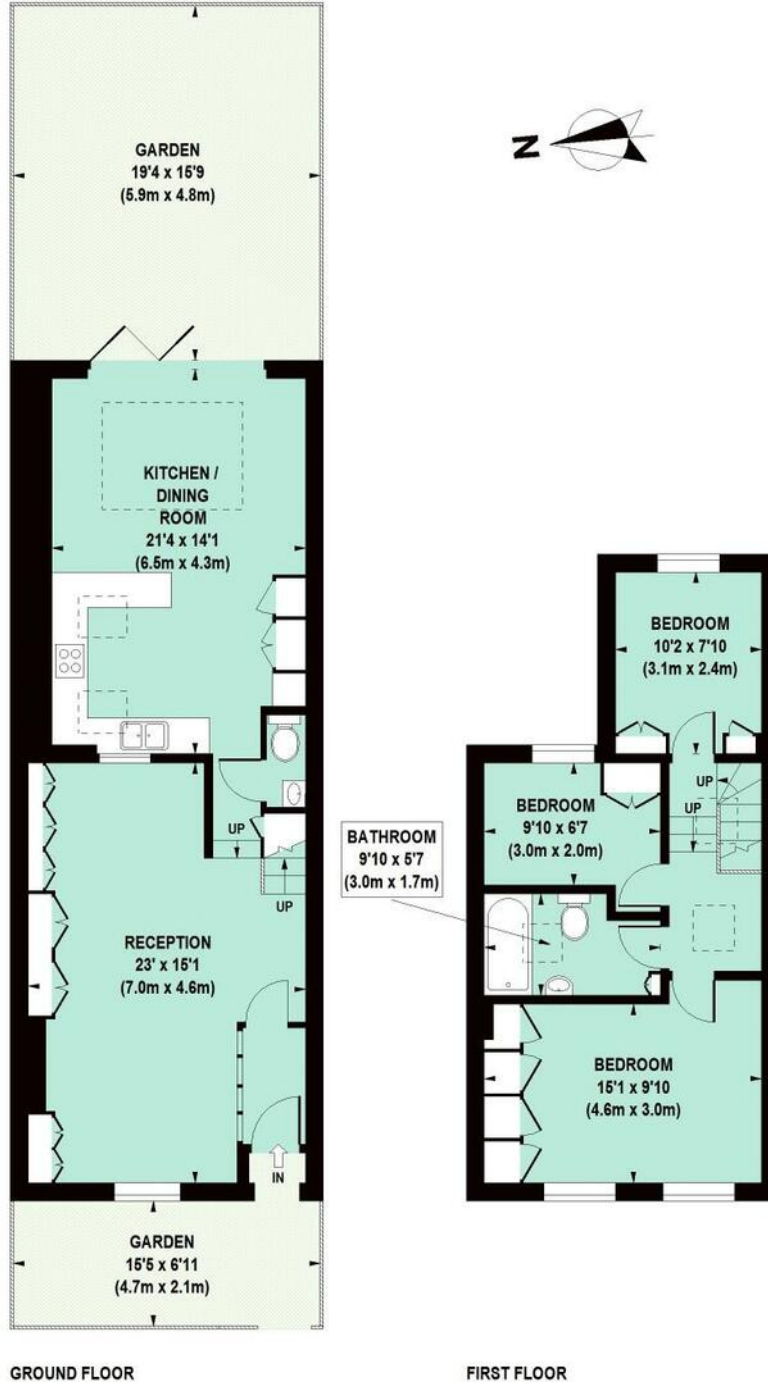 GARDEN
19'4 x 15'9
(5.9m x 4.8m)
N
KITCHEN /
DINING
ROOM
21'4 x 14'1
(6.5m x 4.3m)
UP
UP
RECEPTION
23' x 15'1
(7.0m x 4.6m)
IN
GARDEN
15'5 x 6'11
(4.7m x 2.1m)
GROUND FLOOR
BEDROOM
10'2 x 7'10
(3.1m x 2.4m)
UP
UP
BEDROOM
9'10 x 6'7
(3.0m x 2.0m)
BATHROOM
9'10 x 5'7
(3.0m x 1.7m)
BEDROOM
15'1 x 9'10
(4.6m x 3.0m)
FIRST FLOOR